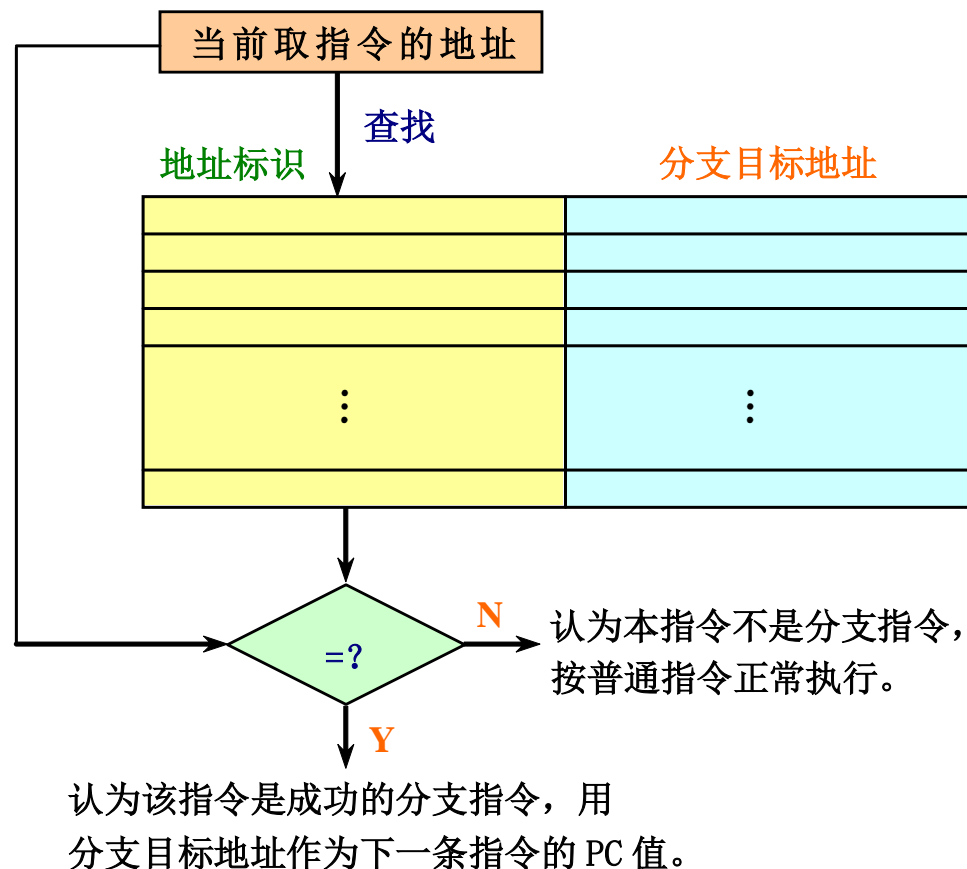 当前取指令的地址
查找
地址标识
分支目标地址
⋮
⋮
=?
N
认为本指令不是分支指令，
按普通指令正常执行。
Y
认为该指令是成功的分支指令，用
分支目标地址作为下一条指令的 PC 值。